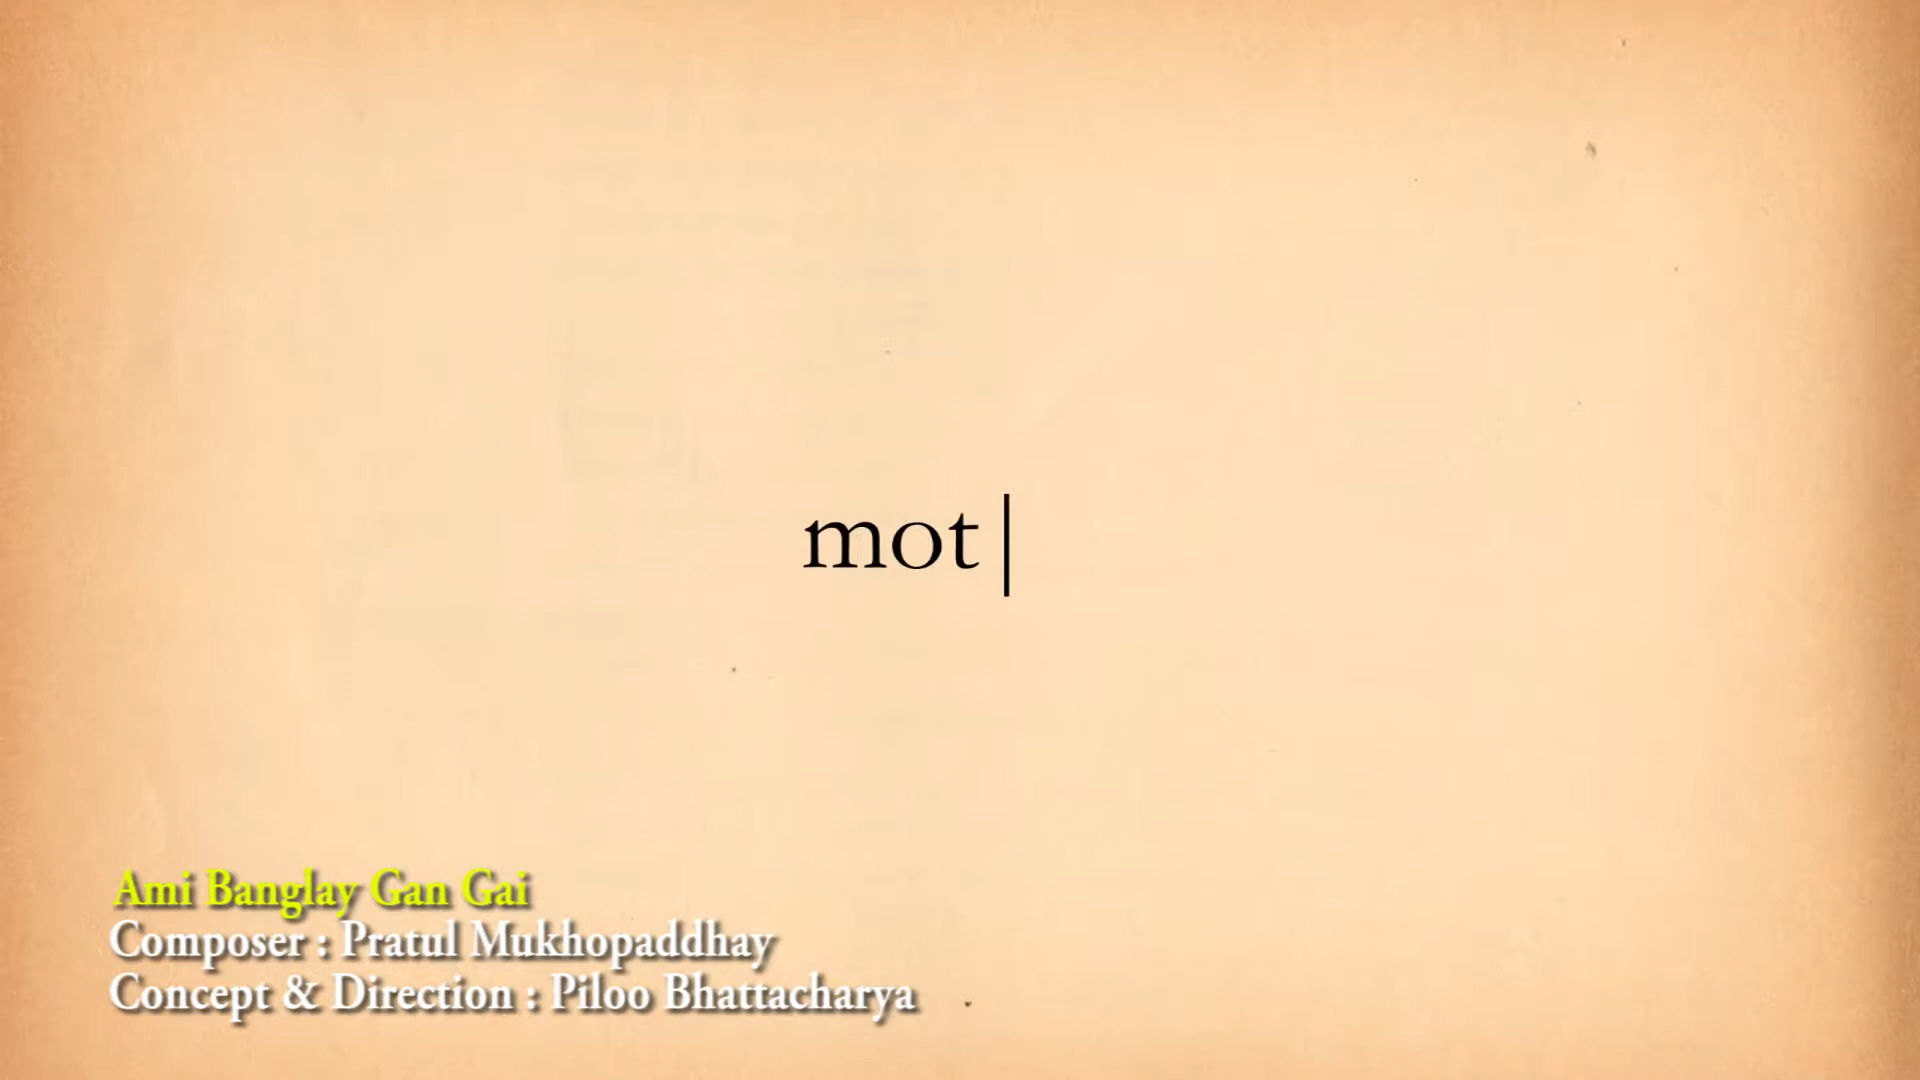 mot
Ami Banglay Gan Gai
Composer : Pratul Mukhopaddhay
Concept & Direction : Piloo Bhattacharya